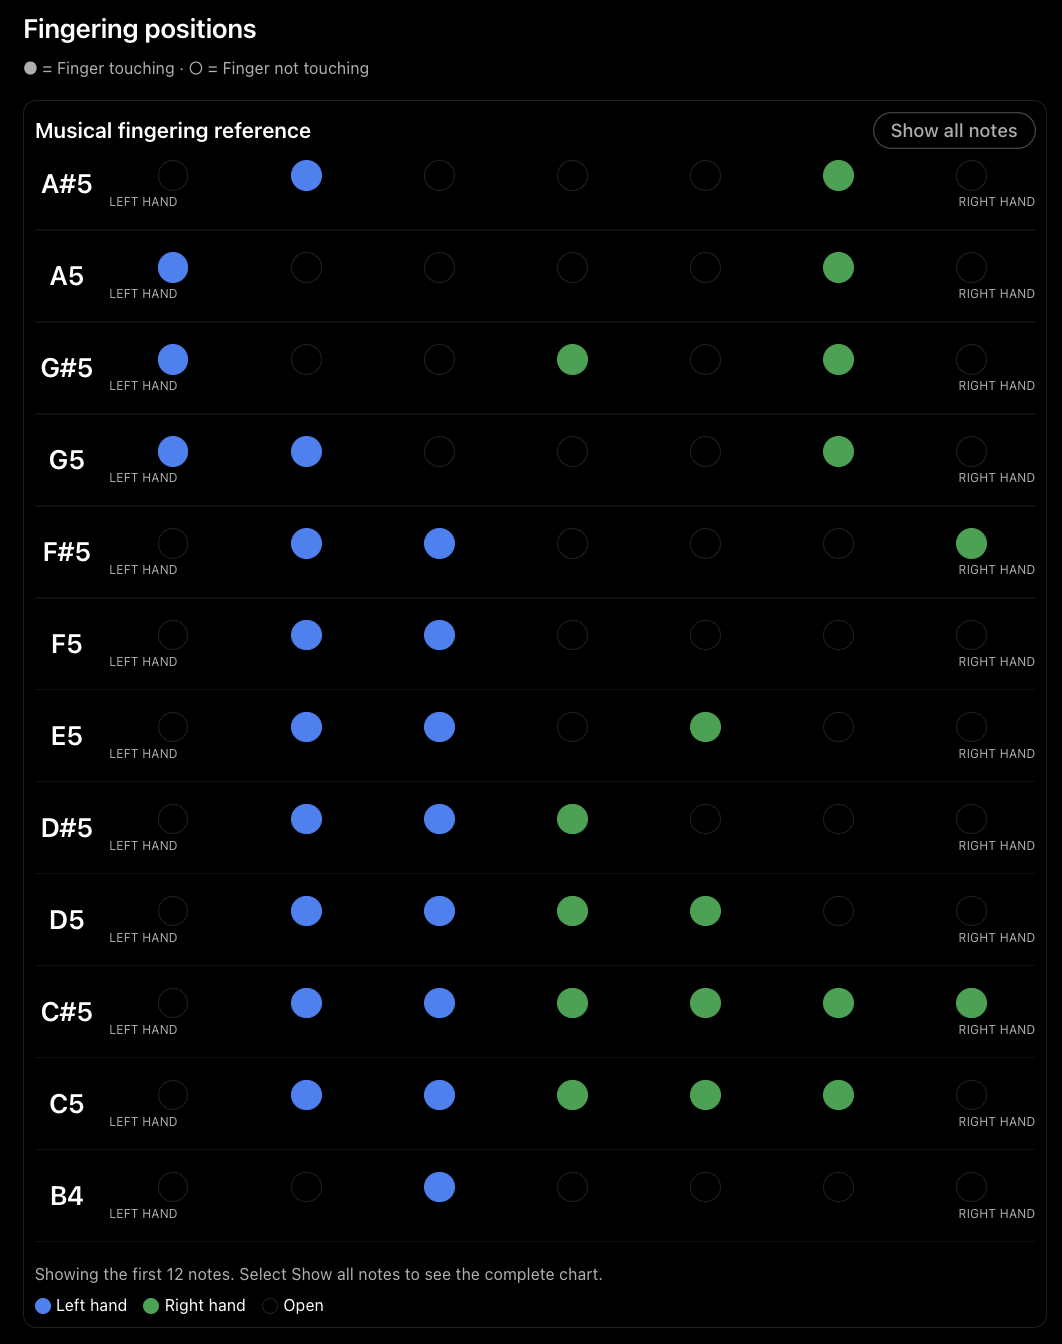 Fingering positions
● = Finger touching · ○ = Finger not touching
Musical fingering reference
Show all notes
A#5
LEFT HAND
RIGHT HAND
A5
LEFT HAND
RIGHT HAND
G#5
LEFT HAND
RIGHT HAND
G5
LEFT HAND
RIGHT HAND
F#5
LEFT HAND
RIGHT HAND
F5
LEFT HAND
RIGHT HAND
E5
LEFT HAND
RIGHT HAND
D#5
LEFT HAND
RIGHT HAND
D5
LEFT HAND
RIGHT HAND
C#5
LEFT HAND
RIGHT HAND
C5
LEFT HAND
RIGHT HAND
B4
LEFT HAND
RIGHT HAND
Showing the first 12 notes. Select Show all notes to see the complete chart.
Left hand Right hand Open